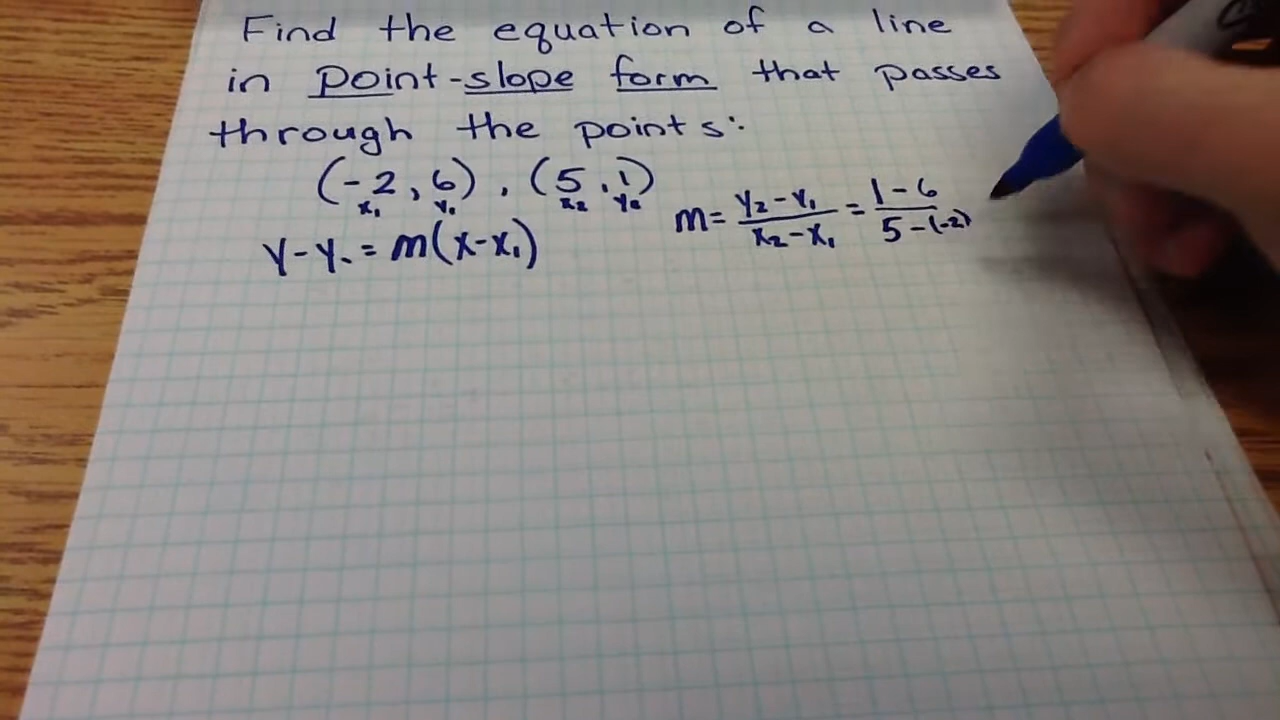 Find the equation of a line
in point-slope form that passes
through the points:
(-2, 6), (5, 1)
x₁ y₁ x₂ y₂
m = y₂-y₁/x₂-x₁ = 1-6/5-(-2)
y-y₁ = m(x-x₁)